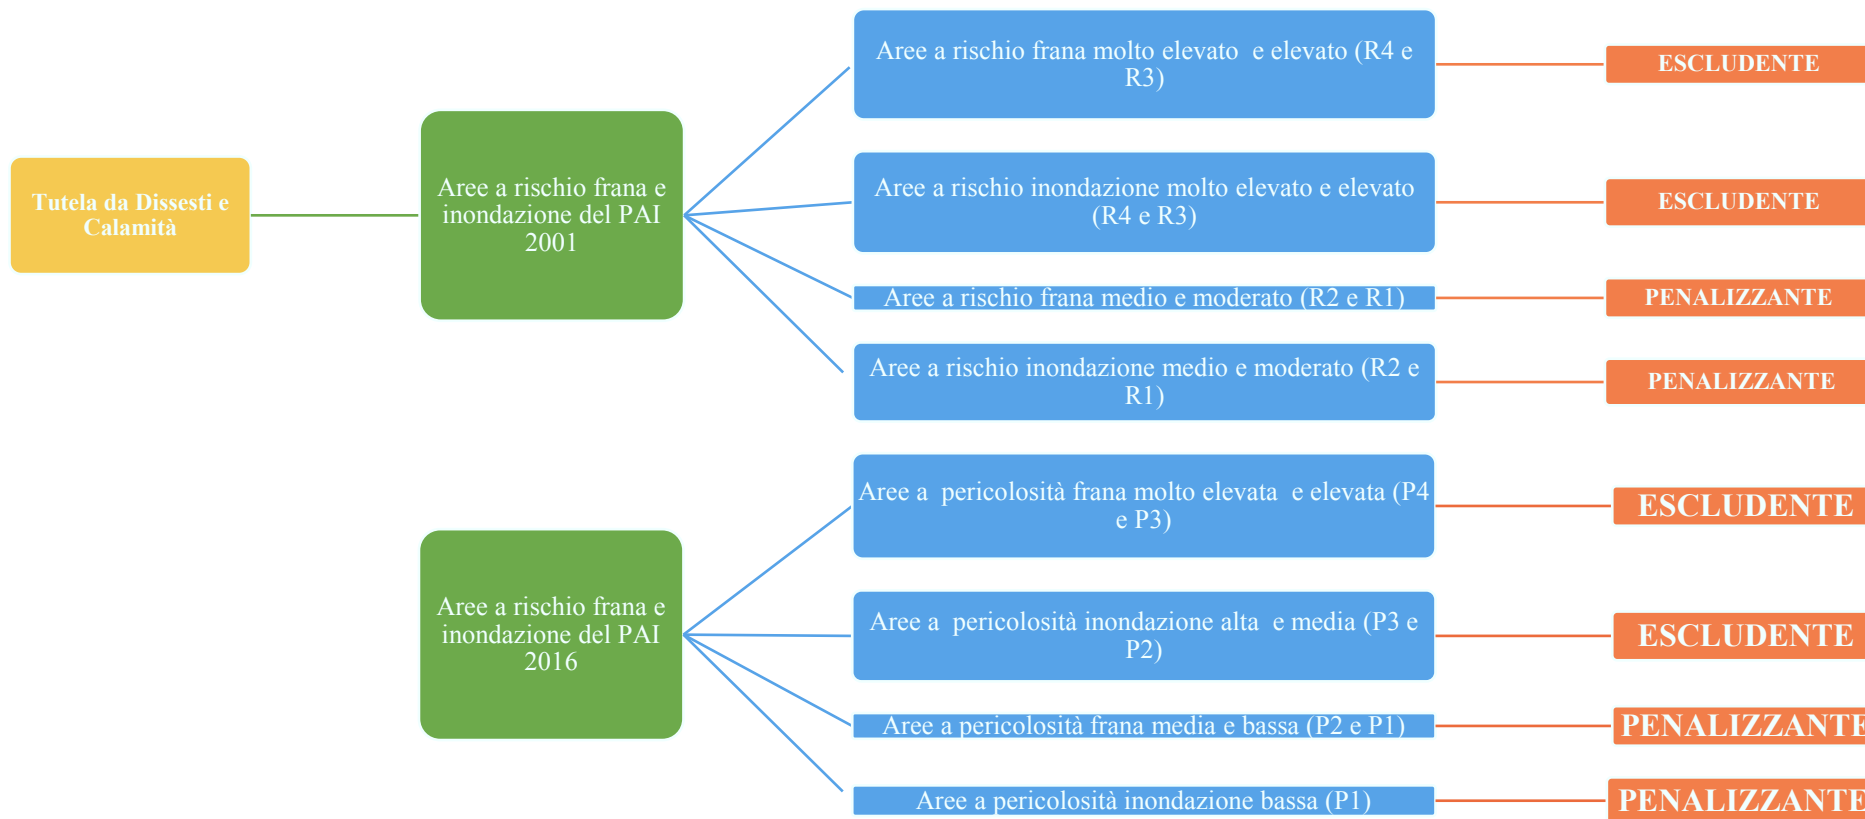 Tutela da Dissesti e
Calamità
Aree a rischio frana e
inondazione del PAI
2001
Aree a rischio frana molto elevato e elevato (R4 e
R3)
ESCLUDENTE
Aree a rischio inondazione molto elevato e elevato
(R4 e R3)
ESCLUDENTE
Aree a rischio frana medio e moderato (R2 e R1)
PENALIZZANTE
Aree a rischio inondazione medio e moderato (R2 e
R1)
PENALIZZANTE
Aree a rischio frana e
inondazione del PAI
2016
Aree a pericolosità frana molto elevata e elevata (P4
e P3)
ESCLUDENTE
Aree a pericolosità inondazione alta e media (P3 e
P2)
ESCLUDENTE
Aree a pericolosità frana media e bassa (P2 e P1)
PENALIZZANTE
Aree a pericolosità inondazione bassa (P1)
PENALIZZANTE